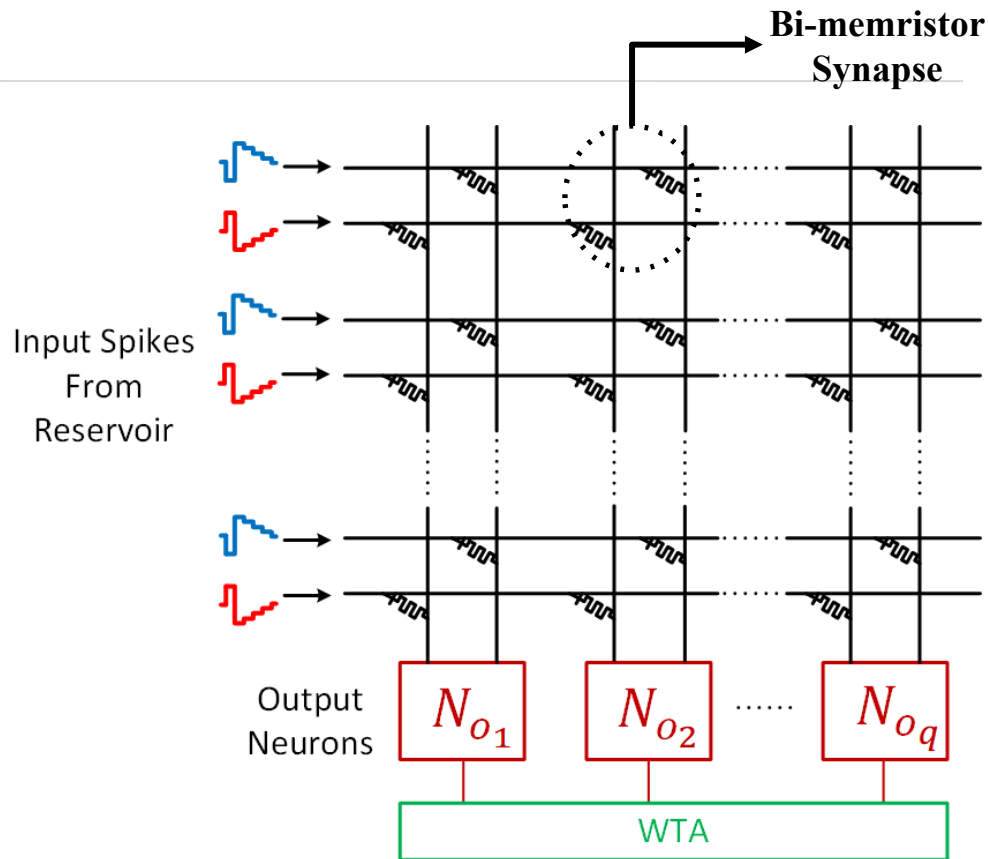 Bi-memristor
Synapse
Input Spikes
From
Reservoir
Output
Neurons
N_{o_1}
N_{o_2}
......
N_{o_q}
WTA